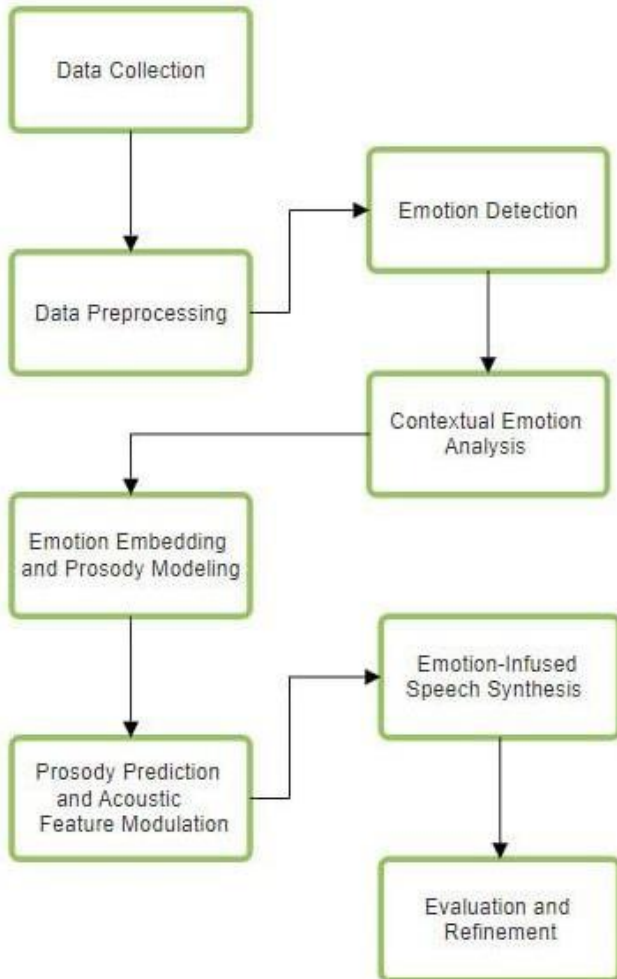 Data Collection
Data Preprocessing
Emotion Detection
Contextual Emotion
Analysis
Emotion Embedding
and Prosody Modeling
Prosody Prediction
and Acoustic
Feature Modulation
Emotion-Infused
Speech Synthesis
Evaluation and
Refinement